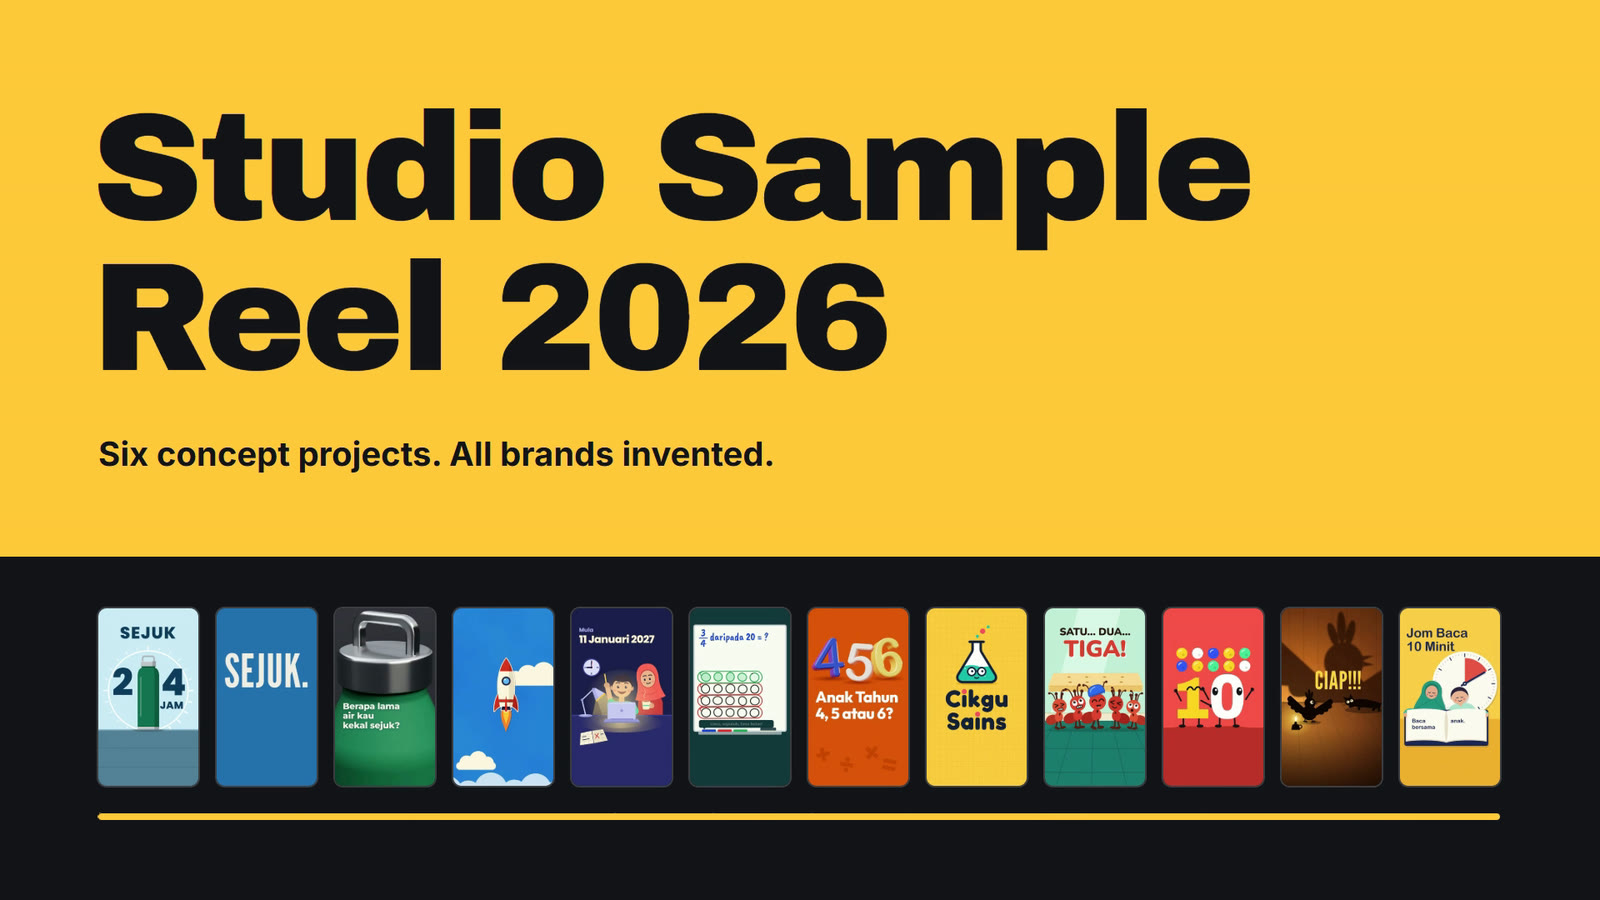 Studio Sample
Reel 2026
Six concept projects. All brands invented.
SEJUK
24
JAM
SEJUK.
Berapa lama
air kau
kekal sejuk?
Mula
11 Januari 2027
3/4 daripada 20 = ?
456
Anak Tahun
4, 5 atau 6?
Cikgu
Sains
SATU... DUA...
TIGA!
10
CIAP!!!
Jom Baca
10 Minit
Baca
bersama
anak.